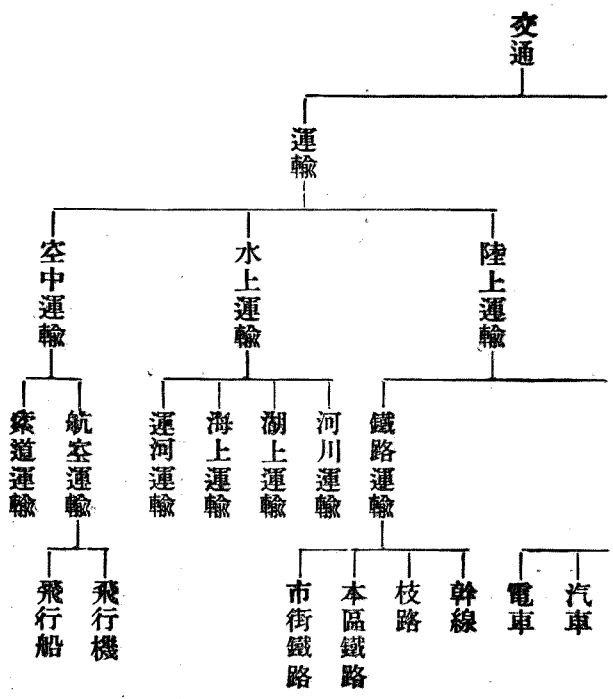 交通
運輸
陸上運輸
水上運輸
空中運輸
鐵路運輸
河川運輸
湖上運輸
海上運輸
運河運輸
航空運輸
索道運輸
汽車
電車
幹線
枝路
本區鐵路
市街鐵路
飛行機
飛行船